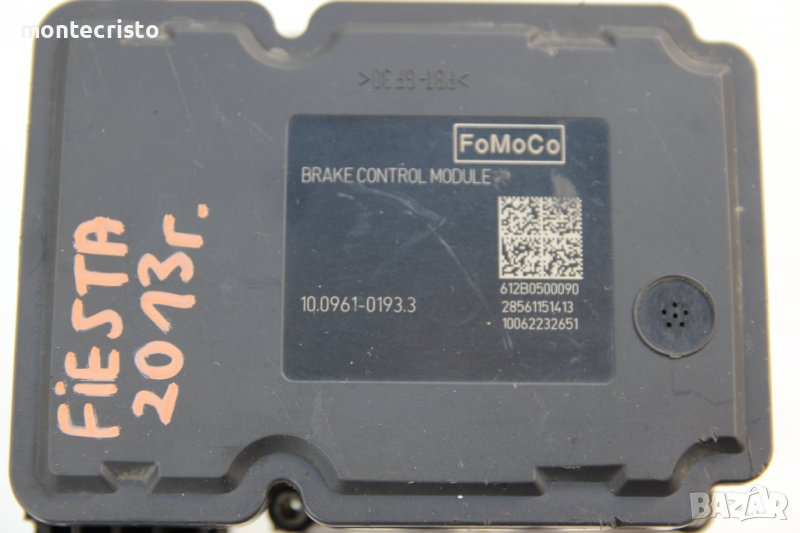 montecristo
>PBT-GF30<
FoMoCo
BRAKE CONTROL MODULE
612B0500090
10.0961-0193.3
28561151413
10062232651
FiESTA
2013г.
BAZAR